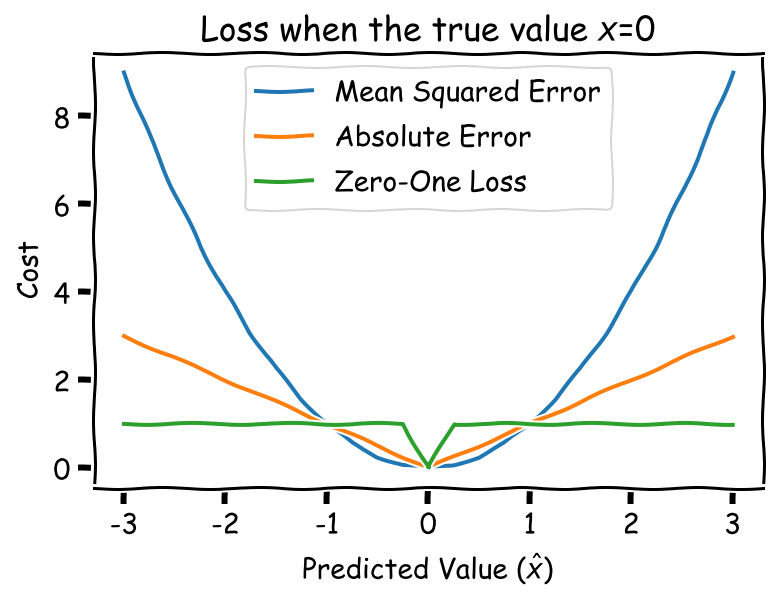 Loss when the true value x=0
Mean Squared Error
Absolute Error
Zero-One Loss
Cost
8
6
4
2
0
-3 -2 -1 0 1 2 3
Predicted Value (x̂)